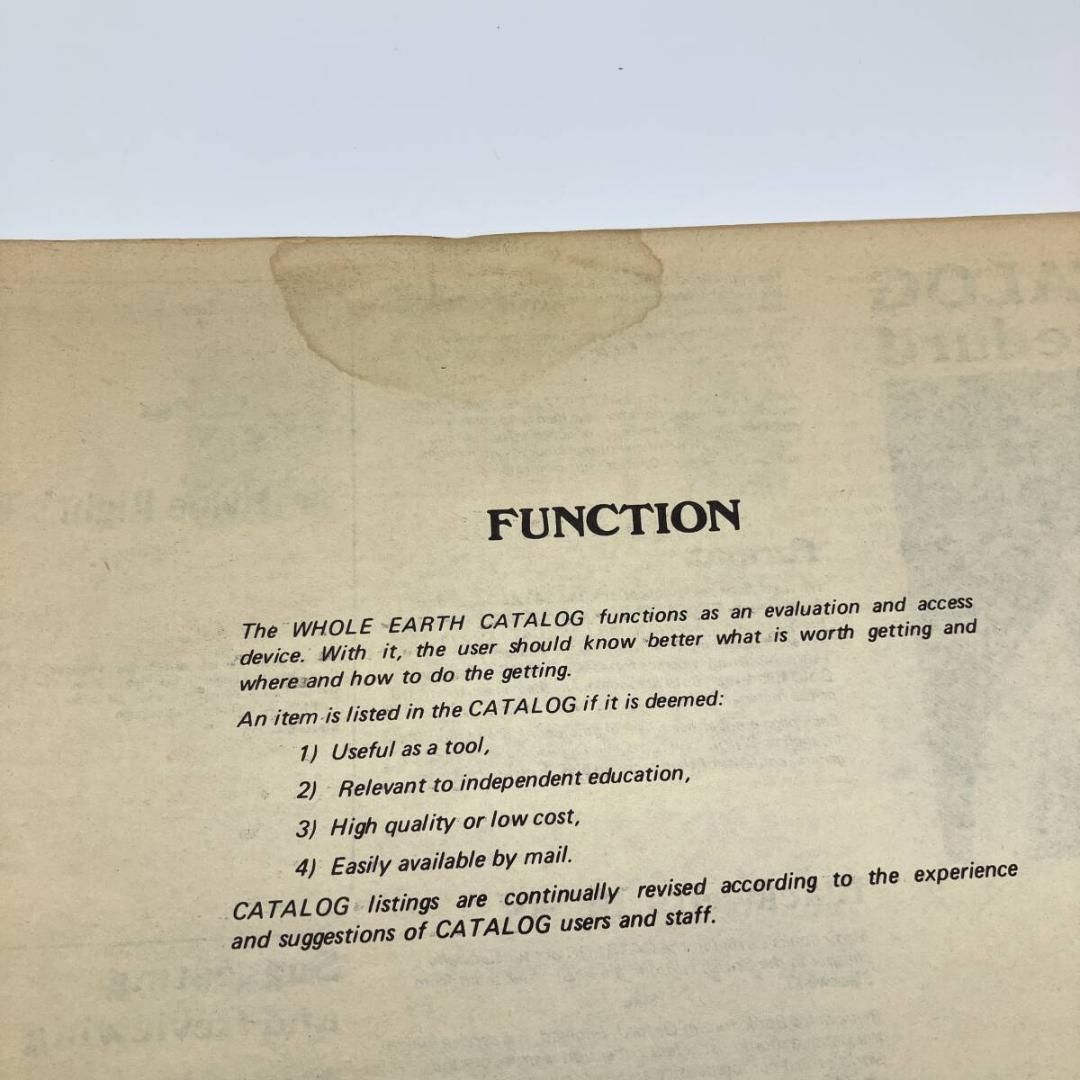 FUNCTION
The WHOLE EARTH CATALOG functions as an evaluation and access
device. With it, the user should know better what is worth getting and
where and how to do the getting.
An item is listed in the CATALOG if it is deemed:
1) Useful as a tool,
2) Relevant to independent education,
3) High quality or low cost,
4) Easily available by mail.
CATALOG listings are continually revised according to the experience
and suggestions of CATALOG users and staff.